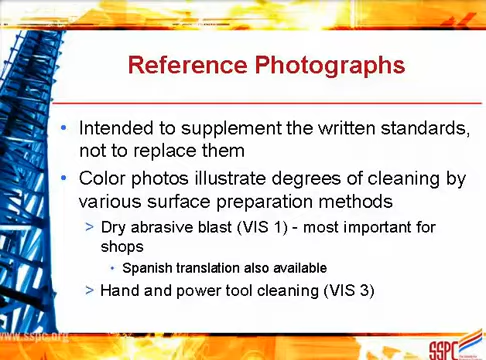 Reference Photographs
• Intended to supplement the written standards,
not to replace them
• Color photos illustrate degrees of cleaning by
various surface preparation methods
> Dry abrasive blast (VIS 1) - most important for
shops
• Spanish translation also available
> Hand and power tool cleaning (VIS 3)
www.sspc.org
SSPC